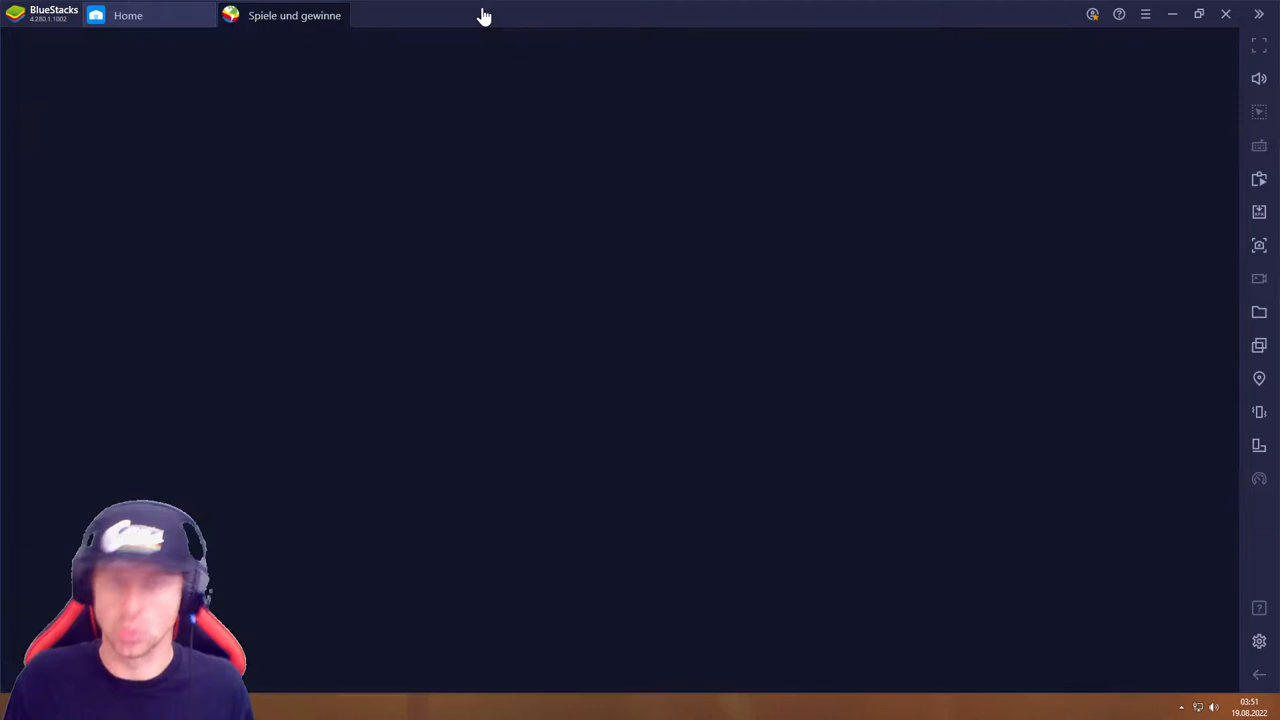 BlueStacks
4.280.1.1002
Home
Spiele und gewinne
03:51
19.08.2022